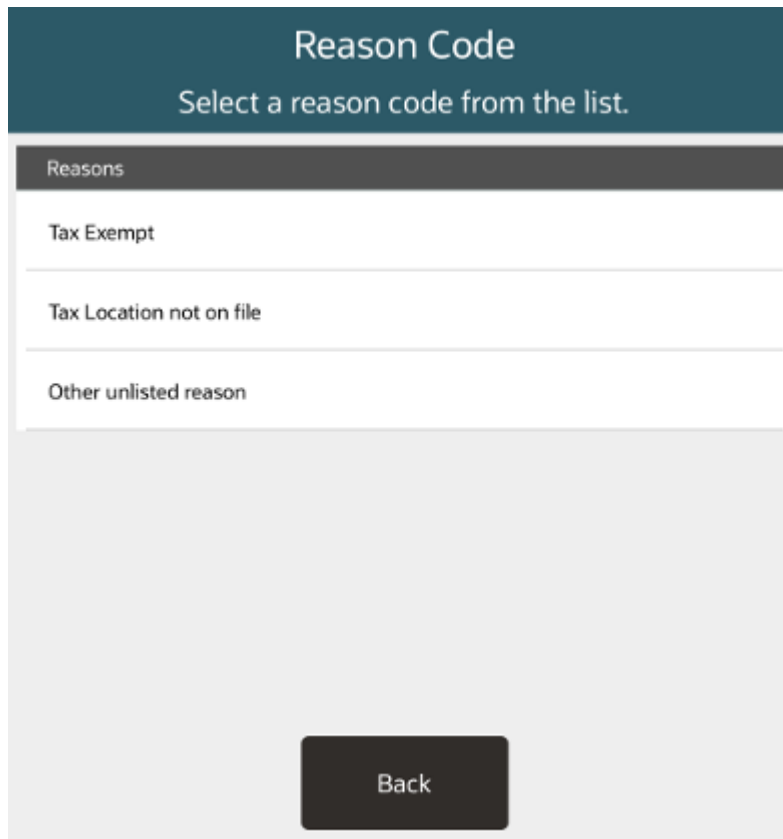 Reason Code
Select a reason code from the list.
Reasons
Tax Exempt
Tax Location not on file
Other unlisted reason
Back